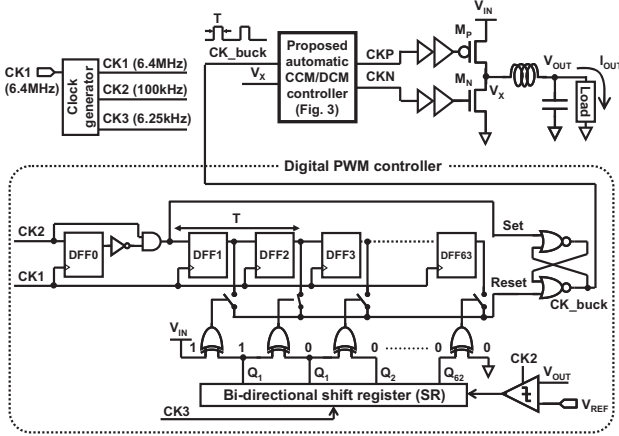 T
CK_buck
V_X
Proposed
automatic
CCM/DCM
controller
(Fig. 3)
CKP
CKN
M_P
M_N
V_IN
V_X
V_OUT
I_OUT
Load
CK1
(6.4MHz)
Clock
generator
CK1 (6.4MHz)
CK2 (100kHz)
CK3 (6.25kHz)
Digital PWM controller
CK2
CK1
DFF0
T
DFF1
DFF2
DFF3
DFF63
Set
Reset
CK_buck
V_IN
1 1 0 0 0 0
Q_1 Q_1 Q_2 Q_62
Bi-directional shift register (SR)
CK3
CK2
V_OUT
V_REF